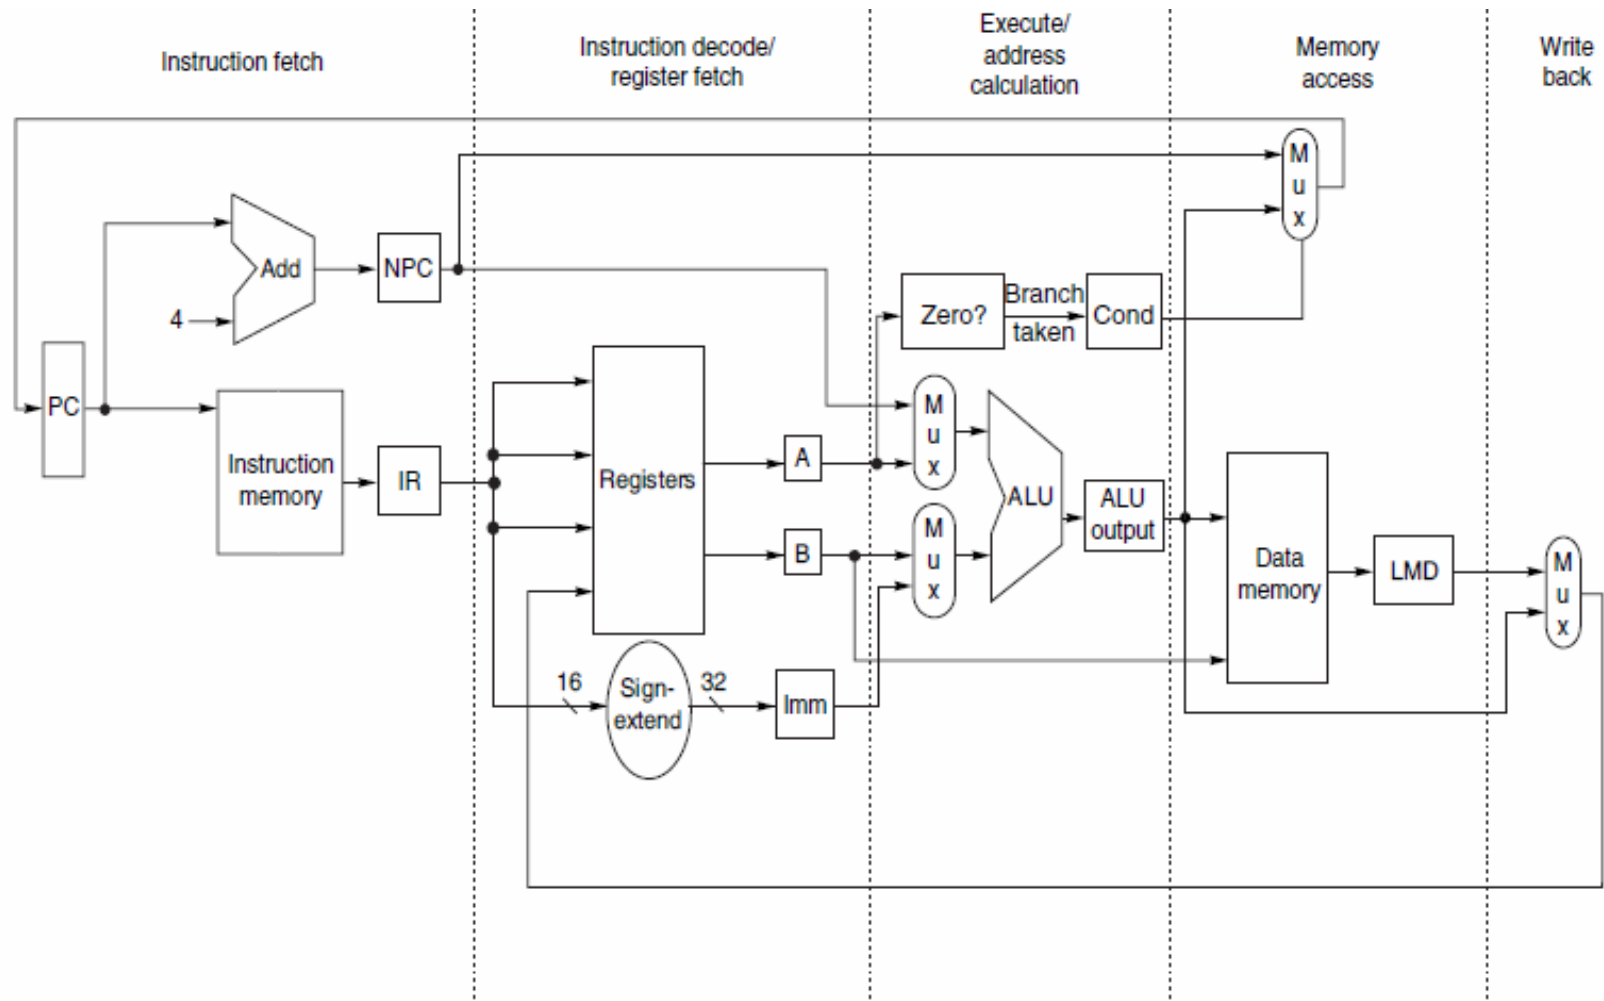 Instruction fetch
Instruction decode/
register fetch
Execute/
address
calculation
Memory
access
Write
back
M
u
x
Add
NPC
4
Zero?
Branch
taken
Cond
PC
Instruction
memory
IR
Registers
A
B
M
u
x
M
u
x
ALU
ALU
output
Data
memory
LMD
M
u
x
16
Sign-
extend
32
Imm